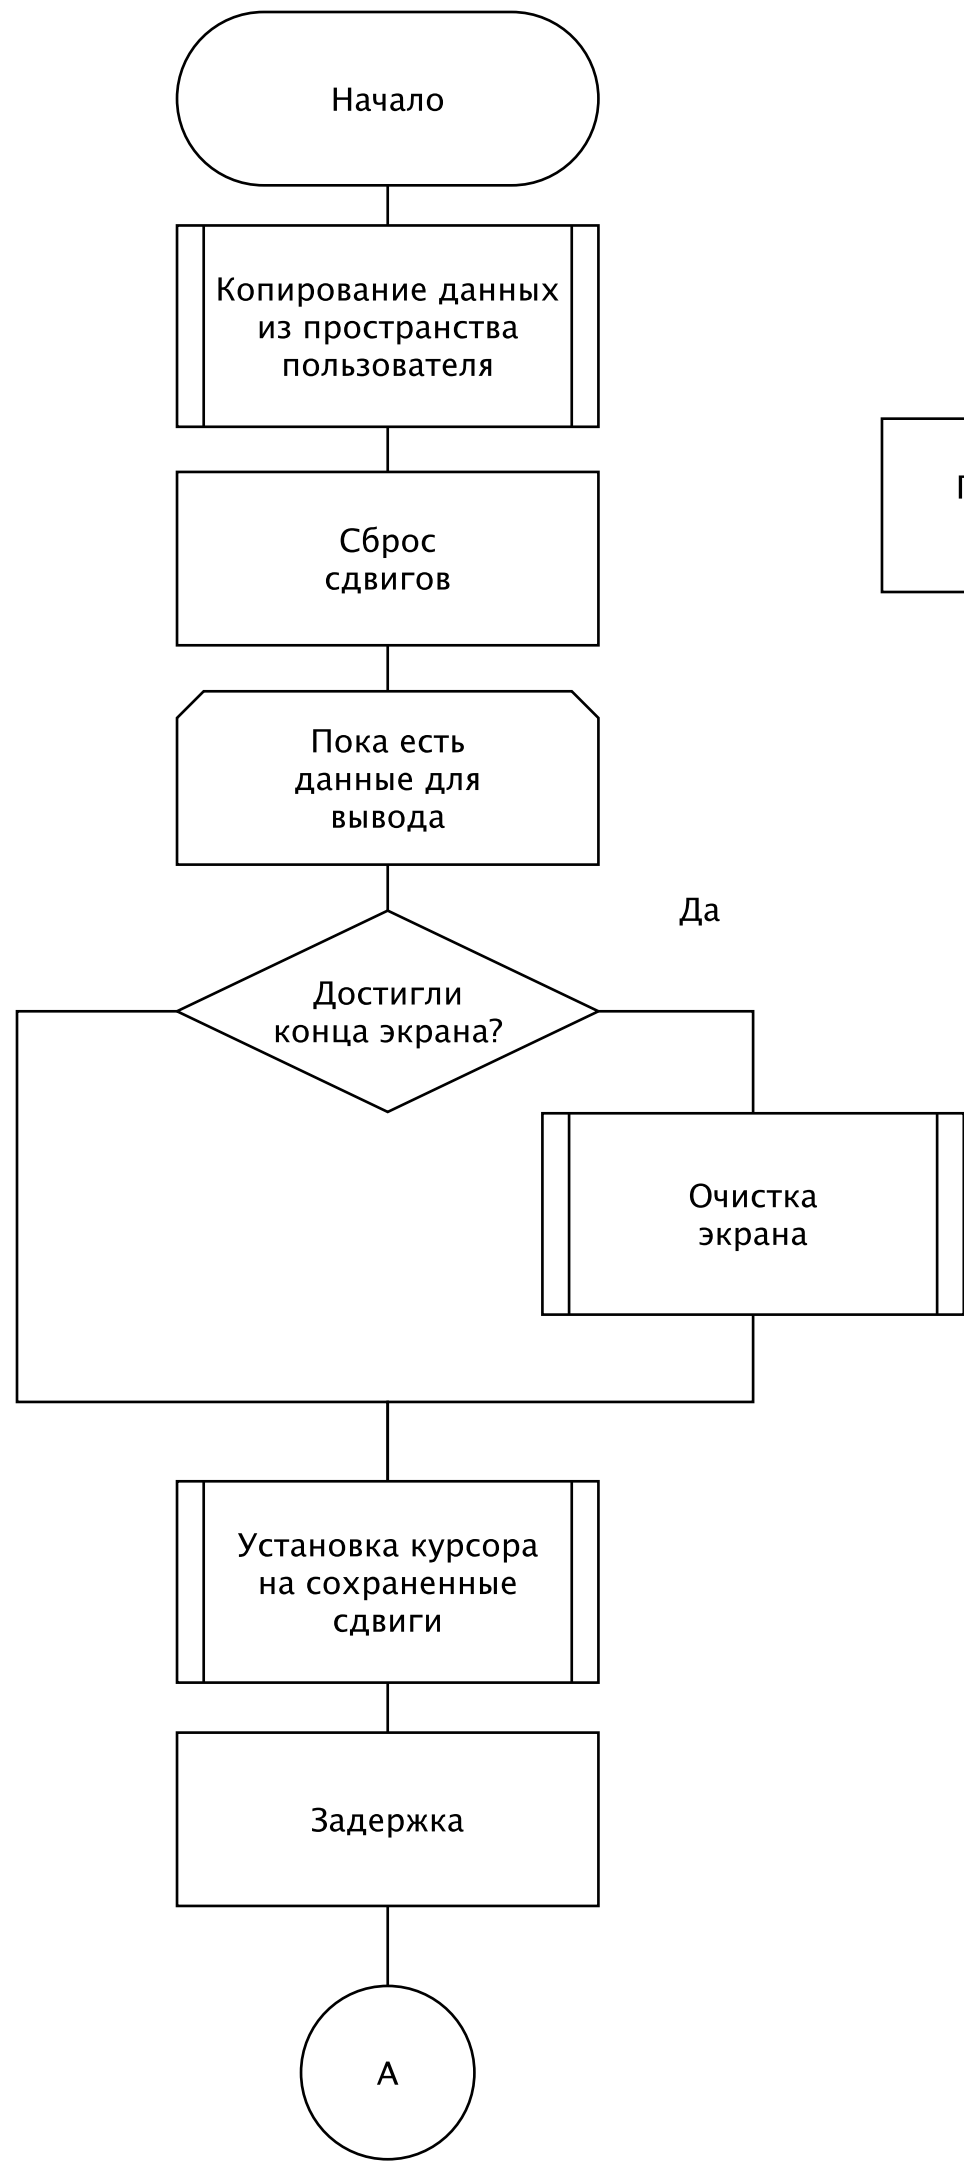 Начало
Копирование данных
из пространства
пользователя
Сброс
сдвигов
Пока есть
данные для
вывода
Да
Достигли
конца экрана?
Очистка
экрана
Установка курсора
на сохраненные
сдвиги
Задержка
А